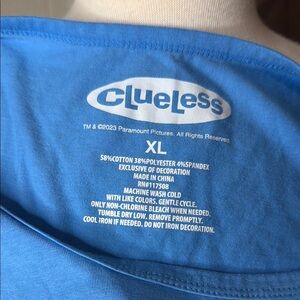 CLUELESS
TM & ©2023 Paramount Pictures. All Rights Reserved.
XL
58%COTTON 38%POLYESTER 4%SPANDEX
EXCLUSIVE OF DECORATION
MADE IN CHINA
RN#117508
MACHINE WASH COLD
WITH LIKE COLORS. GENTLE CYCLE.
ONLY NON-CHLORINE BLEACH WHEN NEEDED.
TUMBLE DRY LOW. REMOVE PROMPTLY.
COOL IRON IF NEEDED. DO NOT IRON DECORATION.